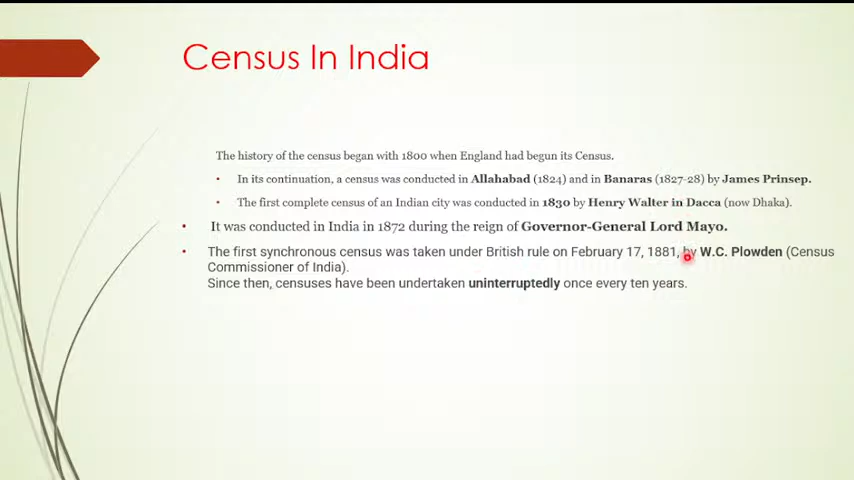 Census In India
The history of the census began with 1800 when England had begun its Census.
• In its continuation, a census was conducted in Allahabad (1824) and in Banaras (1827-28) by James Prinsep.
• The first complete census of an Indian city was conducted in 1830 by Henry Walter in Dacca (now Dhaka).
• It was conducted in India in 1872 during the reign of Governor-General Lord Mayo.
• The first synchronous census was taken under British rule on February 17, 1881, by W.C. Plowden (Census
Commissioner of India).
Since then, censuses have been undertaken uninterruptedly once every ten years.